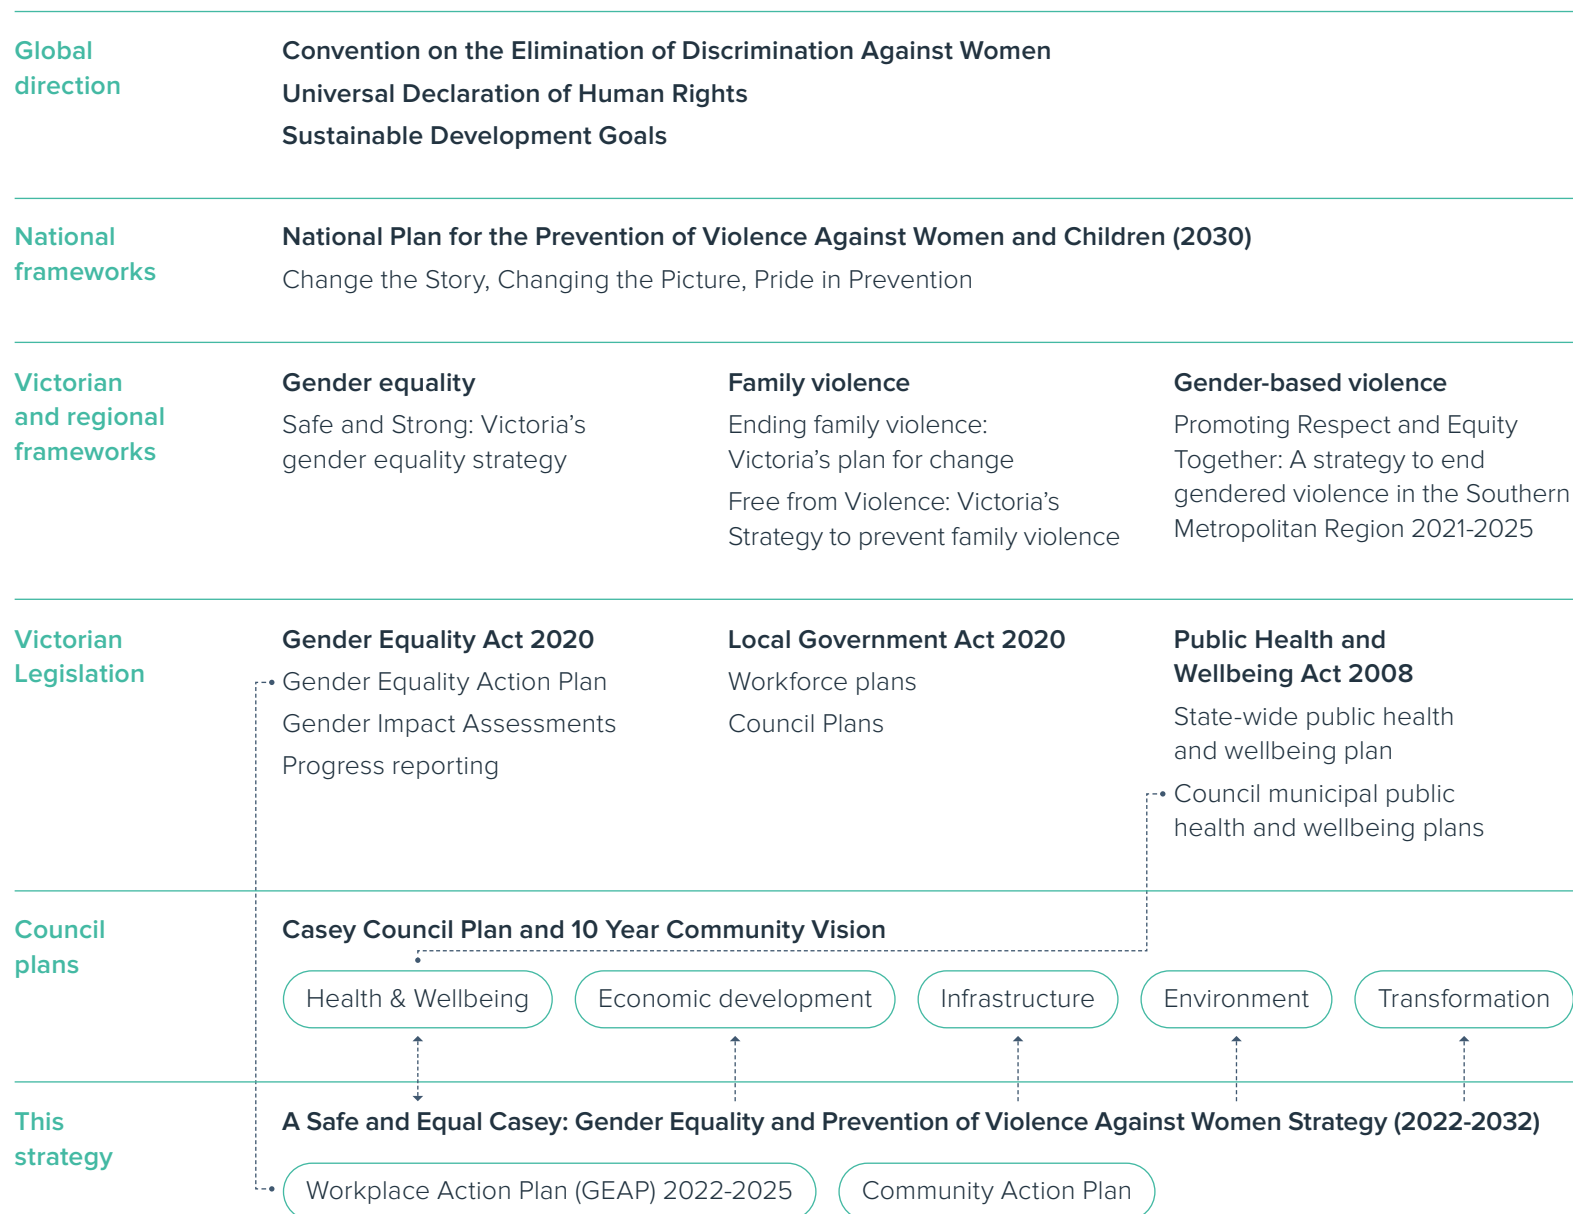 Global
direction
Convention on the Elimination of Discrimination Against Women
Universal Declaration of Human Rights
Sustainable Development Goals
National
frameworks
National Plan for the Prevention of Violence Against Women and Children (2030)
Change the Story, Changing the Picture, Pride in Prevention
Victorian
and regional
frameworks
Gender equality
Safe and Strong: Victoria’s
gender equality strategy
Family violence
Ending family violence:
Victoria’s plan for change
Free from Violence: Victoria’s
Strategy to prevent family violence
Gender-based violence
Promoting Respect and Equity
Together: A strategy to end
gendered violence in the Southern
Metropolitan Region 2021-2025
Victorian
Legislation
Gender Equality Act 2020
Gender Equality Action Plan
Gender Impact Assessments
Progress reporting
Local Government Act 2020
Workforce plans
Council Plans
Public Health and
Wellbeing Act 2008
State-wide public health
and wellbeing plan
Council municipal public
health and wellbeing plans
Council
plans
Casey Council Plan and 10 Year Community Vision
Health & Wellbeing
Economic development
Infrastructure
Environment
Transformation
This
strategy
A Safe and Equal Casey: Gender Equality and Prevention of Violence Against Women Strategy (2022-2032)
Workplace Action Plan (GEAP) 2022-2025
Community Action Plan